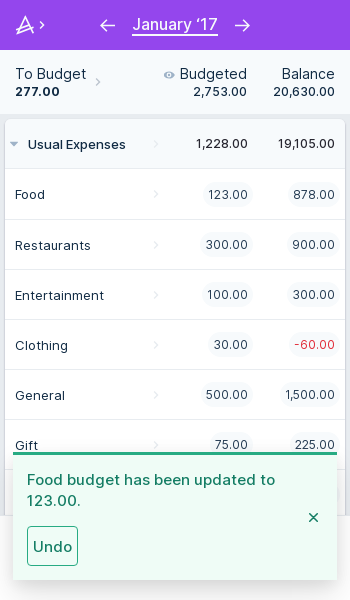 January ‘17
To Budget
277.00
Budgeted
2,753.00
Balance
20,630.00
Usual Expenses 1,228.00 19,105.00
Food 123.00 878.00
Restaurants 300.00 900.00
Entertainment 100.00 300.00
Clothing 30.00 -60.00
General 500.00 1,500.00
Gift 75.00 225.00
Food budget has been updated to
123.00.
Undo